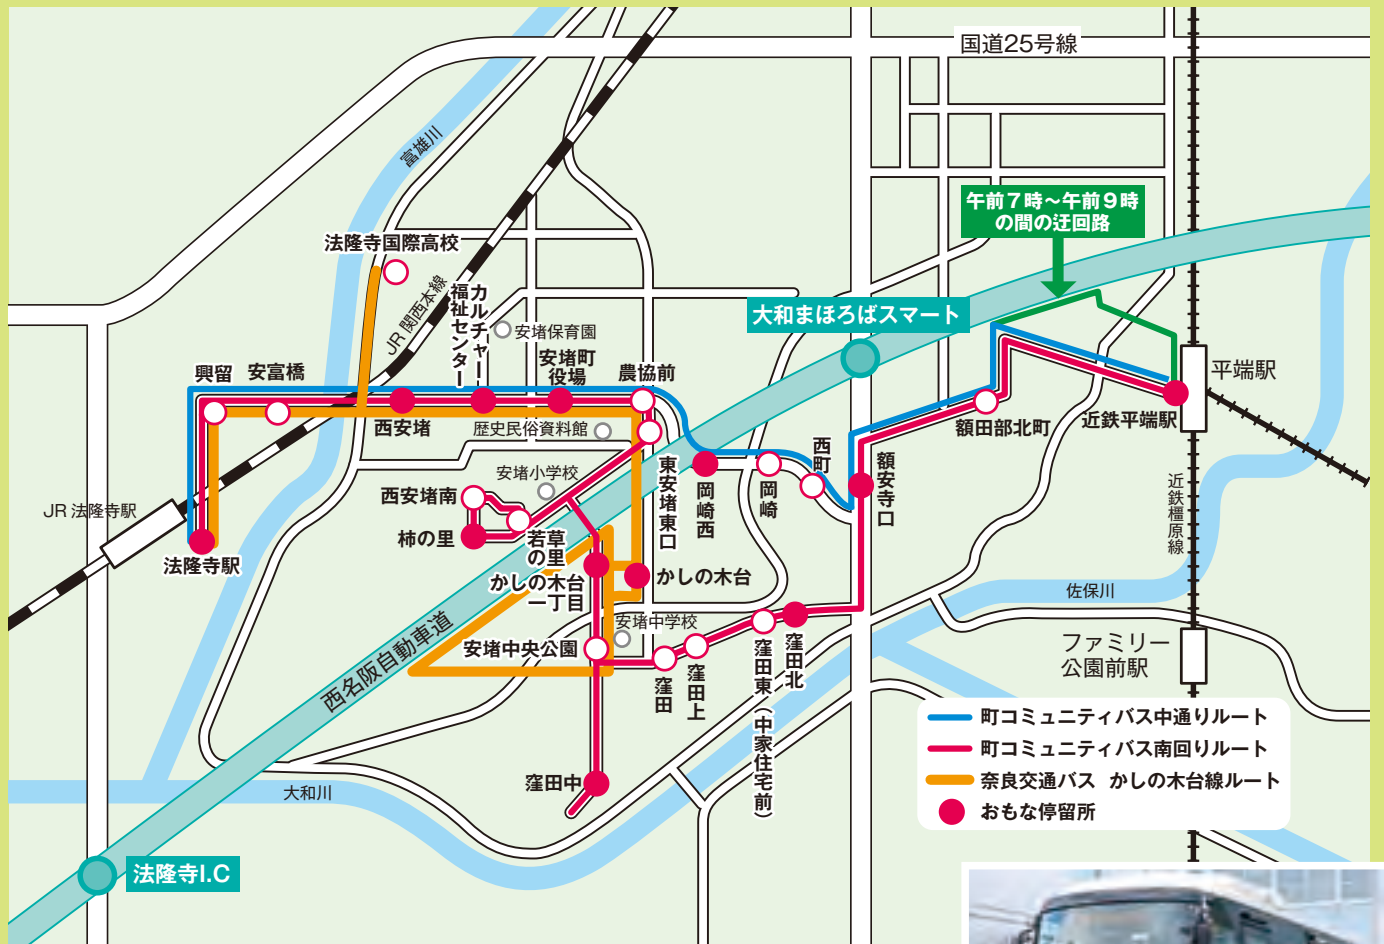 国道25号線
富雄川
午前7時～午前9時
の間の迂回路
法隆寺国際高校
JR関西本線
カルチャー
福祉センター
大和まほろばスマート
安堵保育園
興留
安富橋
安堵町
役場
農協前
平端駅
西安堵
歴史民俗資料館
額田部北町
近鉄平端駅
西町
額安寺口
東安堵東口
岡崎西
岡崎
安堵小学校
西安堵南
柿の里
JR法隆寺駅
法隆寺駅
若草
の里
かしの木台
一丁目
かしの木台
近鉄橿原線
佐保川
安堵中学校
安堵中央公園
窪田
窪田上
窪田東（中家住宅前）
窪田北
ファミリー
公園前駅
西名阪自動車道
窪田中
大和川
法隆寺I.C
町コミュニティバス中通りルート
町コミュニティバス南回りルート
奈良交通バス かしの木台線ルート
おもな停留所